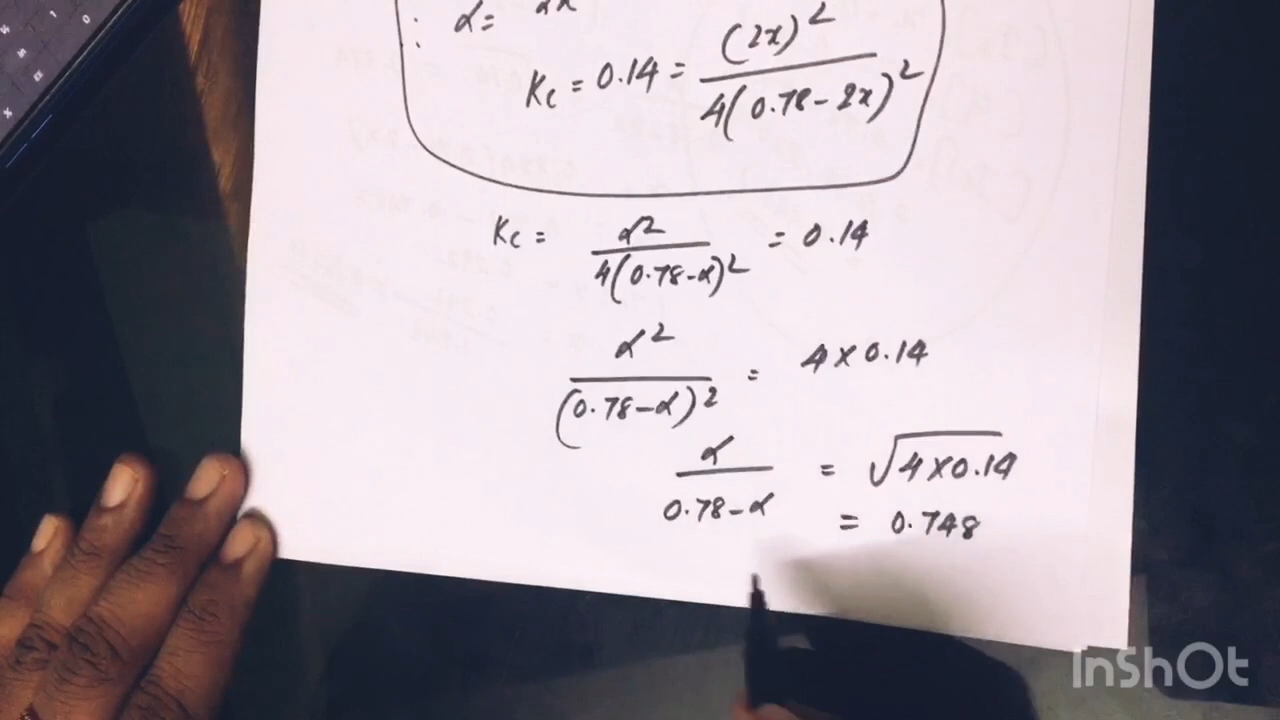 ∴ α = 2x
Kc = 0.14 = (2x)² / 4(0.78 - 2x)²
Kc = α² / 4(0.78-α)² = 0.14
α² / (0.78-α)² = 4 x 0.14
α / 0.78-α = √4 x 0.14
= 0.748
InShOt